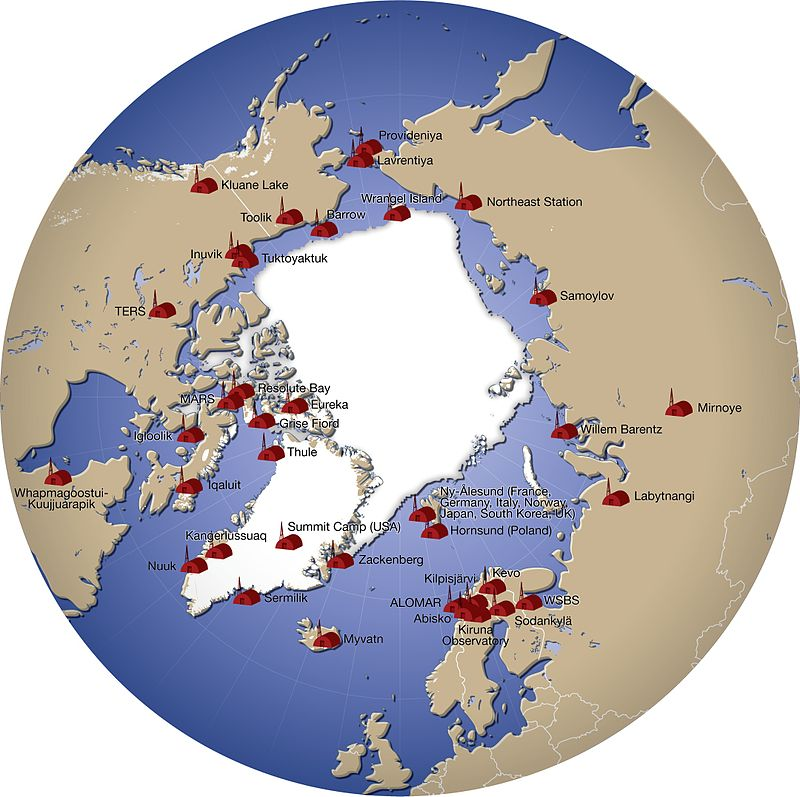 Provideniya
Lavrentiya
Kluane Lake
Wrangel Island
Northeast Station
Toolik
Barrow
Inuvik
Tuktoyaktuk
Samoylov
TERS
Resolute Bay
MARS
Eureka
Mirnoye
Grise Fiord
Igloolik
Willem Barentz
Thule
Iqaluit
Whapmagoostui-
Kuujjuarapik
Ny-Ålesund (France,
Germany, Italy, Norway,
Japan, South Korea, UK)
Labytnangi
Summit Camp (USA)
Hornsund (Poland)
Kangerlussuaq
Zackenberg
Nuuk
Kilpisjärvi
Kevo
Sermilik
ALOMAR
WSBS
Abisko
Sodankylä
Kiruna
Observatory
Myvatn